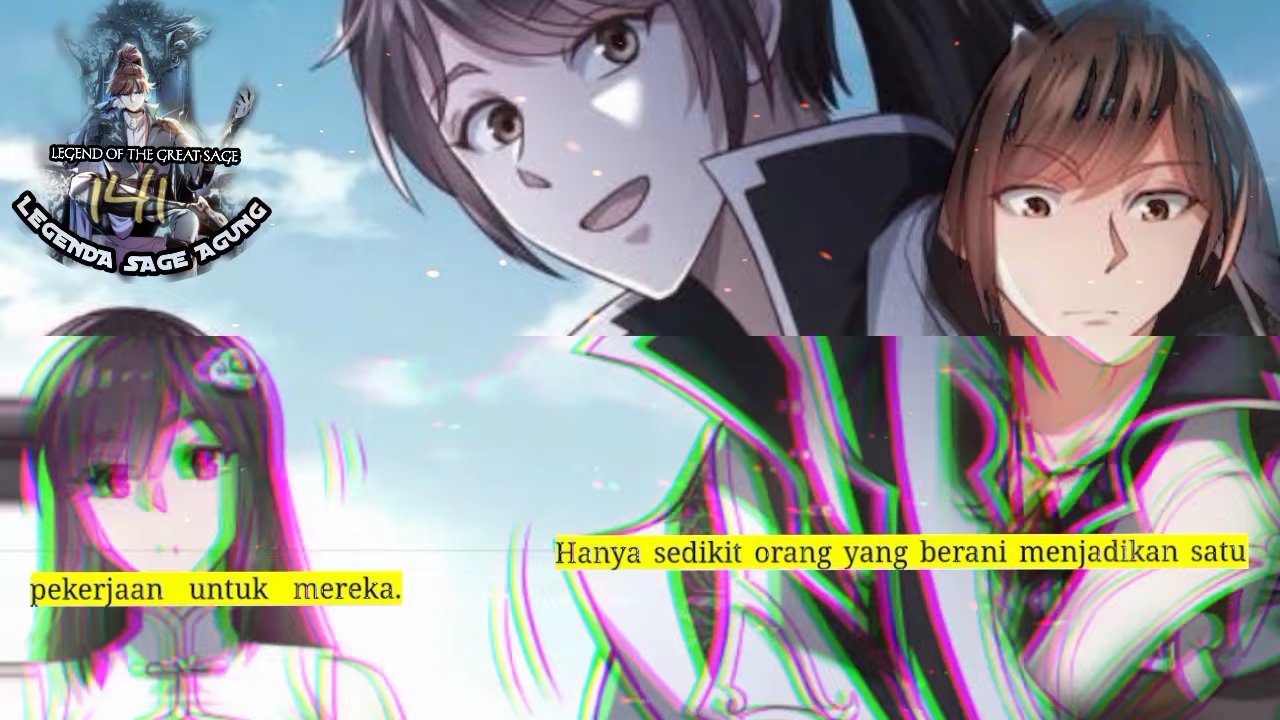 LEGEND OF THE GREAT SAGE
141
LEGENDA SAGE AGUNG
Hanya sedikit orang yang berani menjadikan satu
pekerjaan untuk mereka.